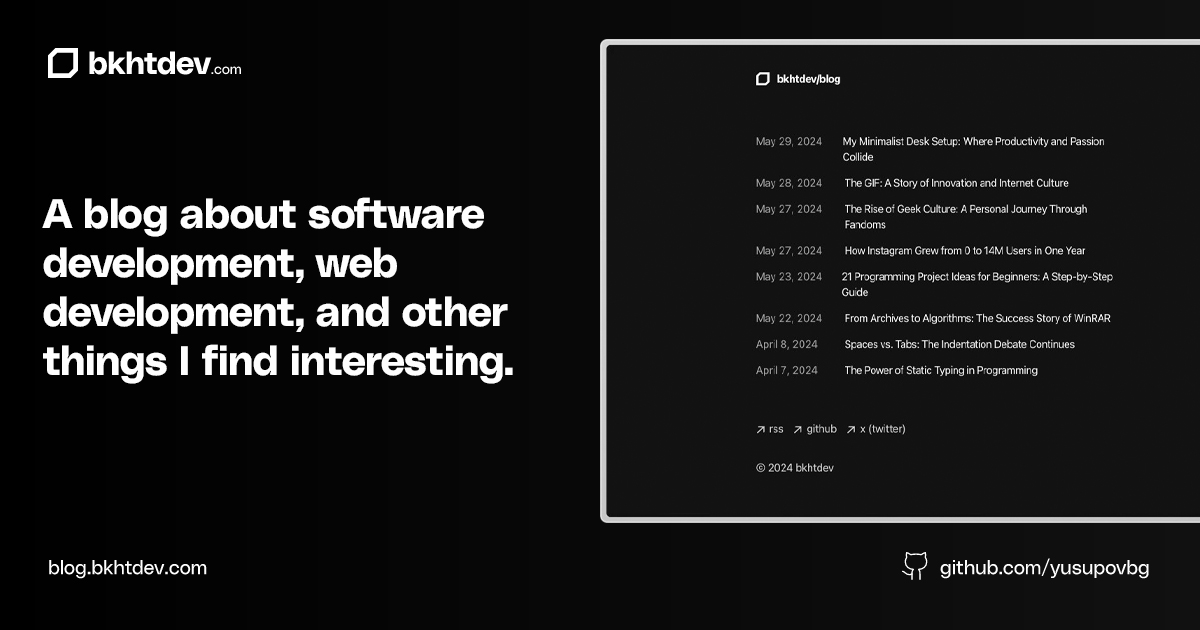 bkhtdev.com
A blog about software
development, web
development, and other
things I find interesting.
blog.bkhtdev.com
bkhtdev/blog
May 29, 2024 My Minimalist Desk Setup: Where Productivity and Passion
Collide
May 28, 2024 The GIF: A Story of Innovation and Internet Culture
May 27, 2024 The Rise of Geek Culture: A Personal Journey Through
Fandoms
May 27, 2024 How Instagram Grew from 0 to 14M Users in One Year
May 23, 2024 21 Programming Project Ideas for Beginners: A Step-by-Step
Guide
May 22, 2024 From Archives to Algorithms: The Success Story of WinRAR
April 8, 2024 Spaces vs. Tabs: The Indentation Debate Continues
April 7, 2024 The Power of Static Typing in Programming
↗ rss ↗ github ↗ x (twitter)
© 2024 bkhtdev
github.com/yusupovbg